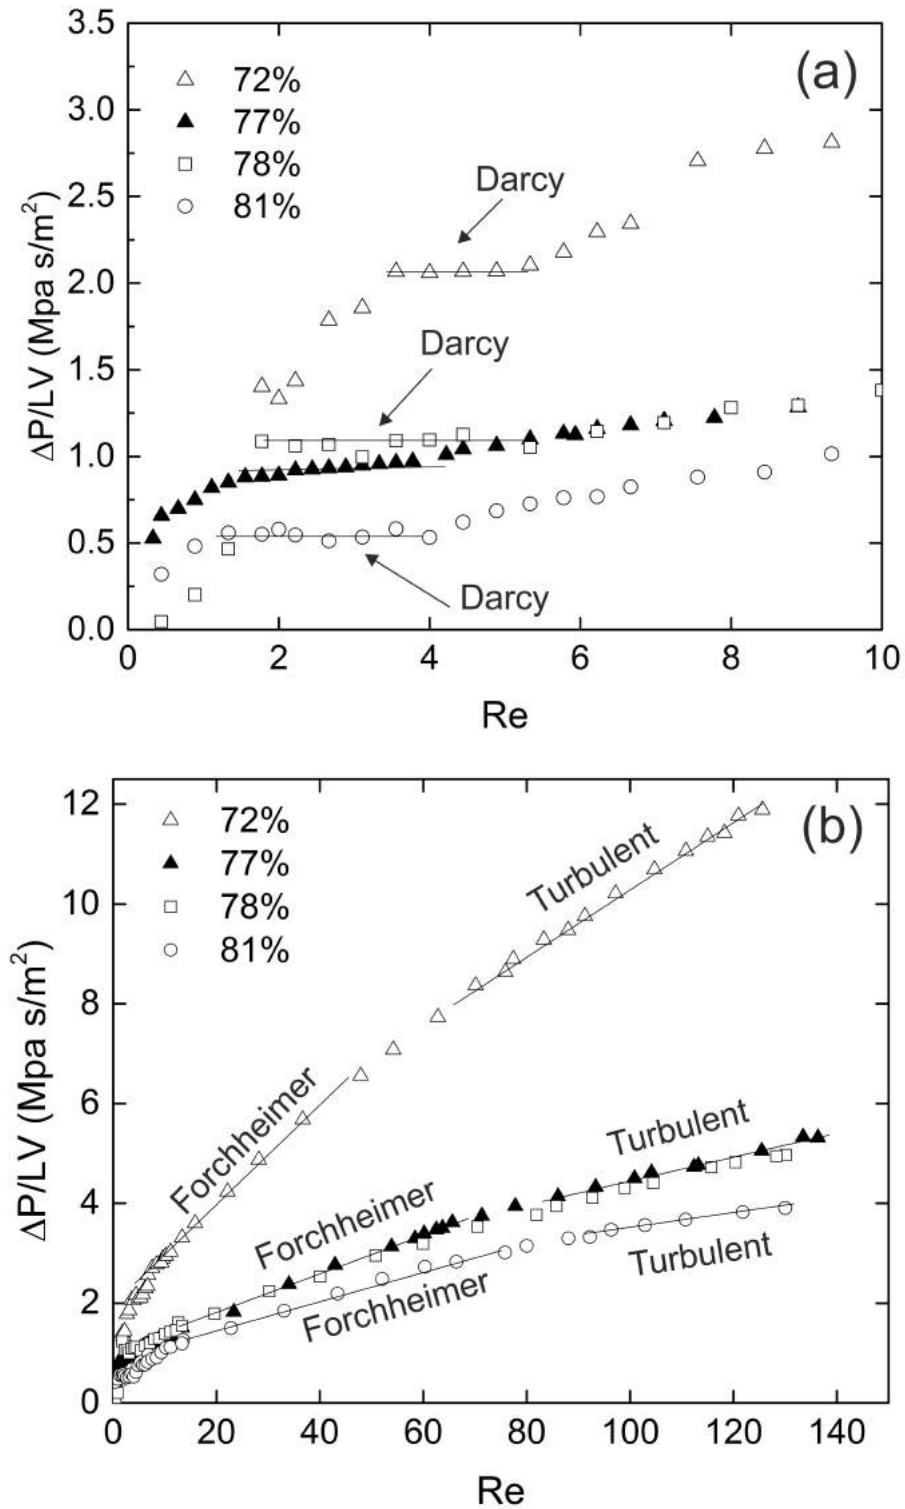 3.5
(a)
72%
3.0
77%
78%
2.5
81%
Darcy
2.0
Darcy
1.5
1.0
0.5
Darcy
0.0
0 2 4 6 8 10
Re
ΔP/LV (Mpa s/m²)
12
(b)
72%
77%
78%
81%
10
Turbulent
8
6
Forchheimer
Turbulent
4
Forchheimer
Turbulent
2
Forchheimer
0
0 20 40 60 80 100 120 140
Re
ΔP/LV (Mpa s/m²)